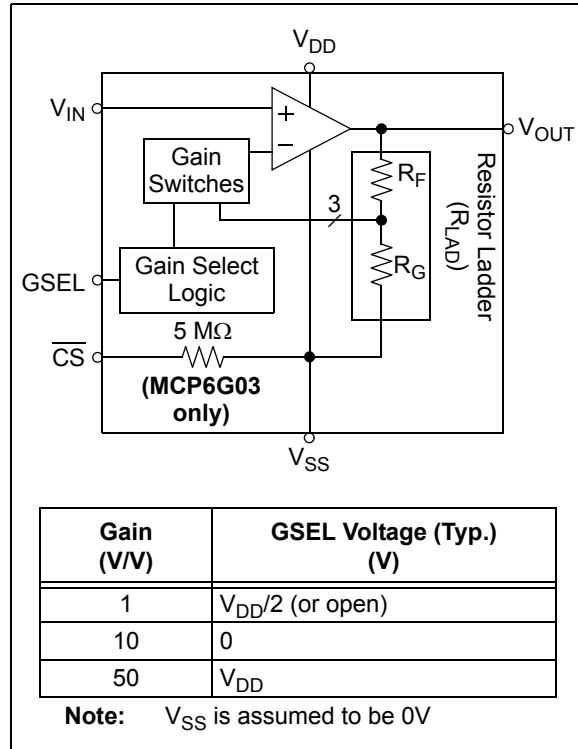 V_DD
V_IN
+
−
V_OUT
Gain
Switches
3
R_F
Resistor Ladder
(R_LAD)
GSEL
Gain Select
Logic
R_G
5 MΩ
C̅S̅
(MCP6G03
only)
V_SS
Gain
(V/V)
GSEL Voltage (Typ.)
(V)
1
V_DD/2 (or open)
10
0
50
V_DD
Note: V_SS is assumed to be 0V